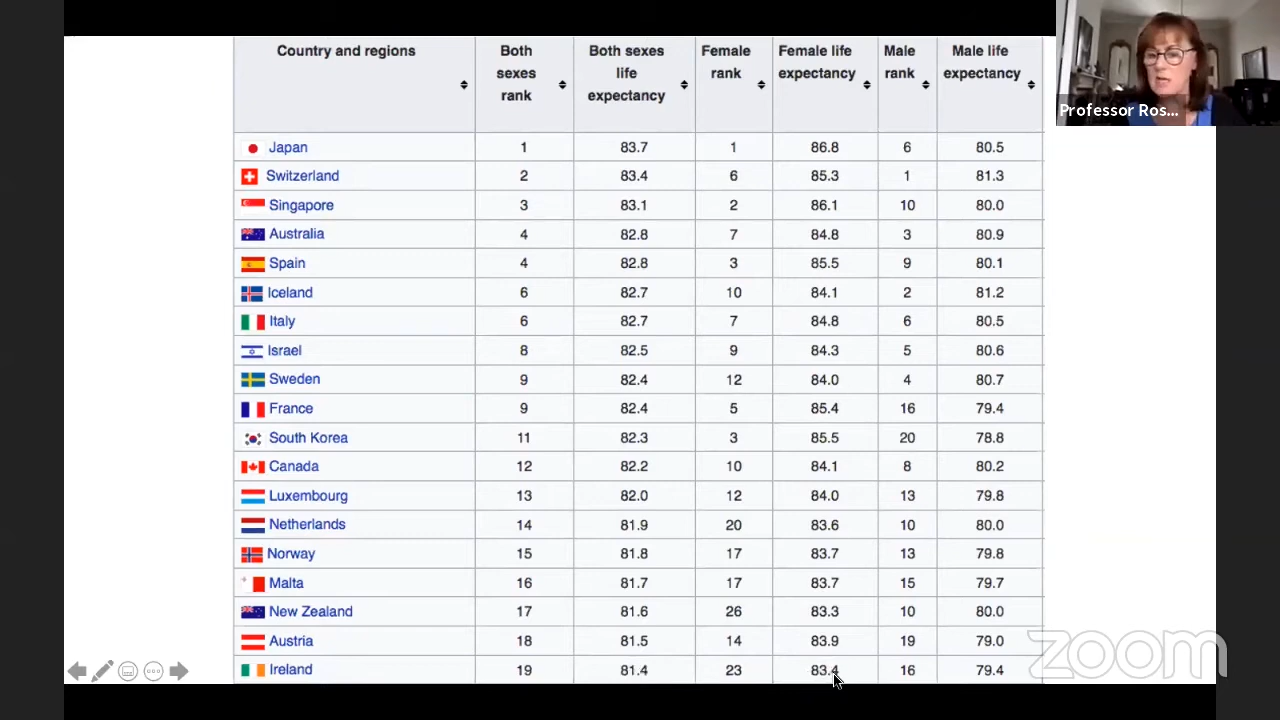 Country and regions Both sexes rank Both sexes life expectancy Female rank Female life expectancy Male rank Male life expectancy
Japan 1 83.7 1 86.8 6 80.5
Switzerland 2 83.4 6 85.3 1 81.3
Singapore 3 83.1 2 86.1 10 80.0
Australia 4 82.8 7 84.8 3 80.9
Spain 4 82.8 3 85.5 9 80.1
Iceland 6 82.7 10 84.1 2 81.2
Italy 6 82.7 7 84.8 6 80.5
Israel 8 82.5 9 84.3 5 80.6
Sweden 9 82.4 12 84.0 4 80.7
France 9 82.4 5 85.4 16 79.4
South Korea 11 82.3 3 85.5 20 78.8
Canada 12 82.2 10 84.1 8 80.2
Luxembourg 13 82.0 12 84.0 13 79.8
Netherlands 14 81.9 20 83.6 10 80.0
Norway 15 81.8 17 83.7 13 79.8
Malta 16 81.7 17 83.7 15 79.7
New Zealand 17 81.6 26 83.3 10 80.0
Austria 18 81.5 14 83.9 19 79.0
Ireland 19 81.4 23 83.4 16 79.4
Professor Ros...
zoom